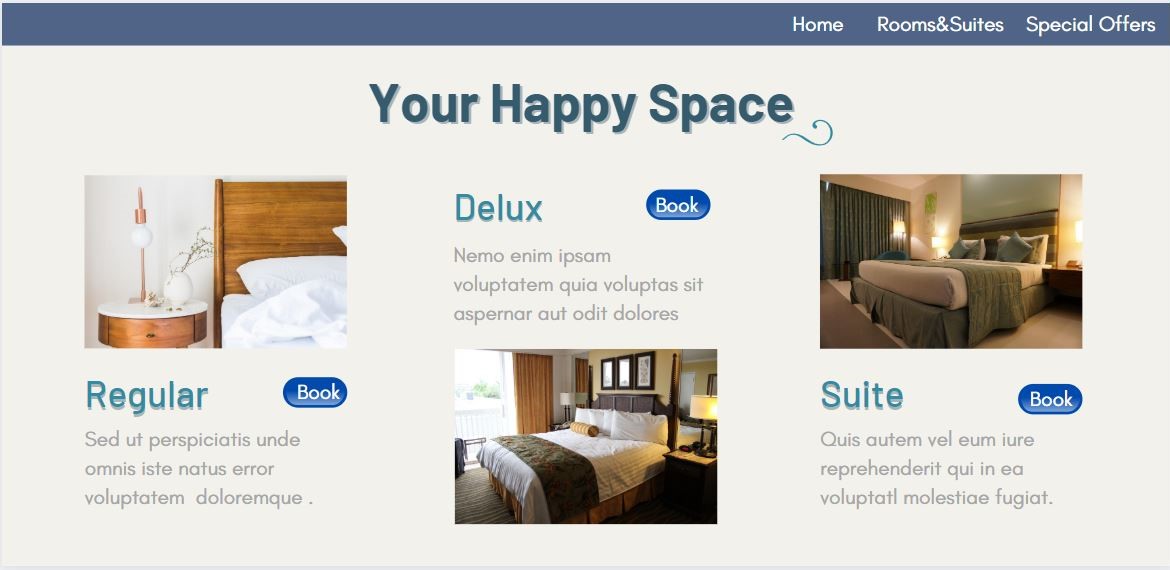 Home Rooms&Suites Special Offers
Your Happy Space
Regular Book
Sed ut perspiciatis unde
omnis iste natus error
voluptatem doloremque .
Delux Book
Nemo enim ipsam
voluptatem quia voluptas sit
aspernar aut odit dolores
Suite Book
Quis autem vel eum iure
reprehenderit qui in ea
voluptatl molestiae fugiat.